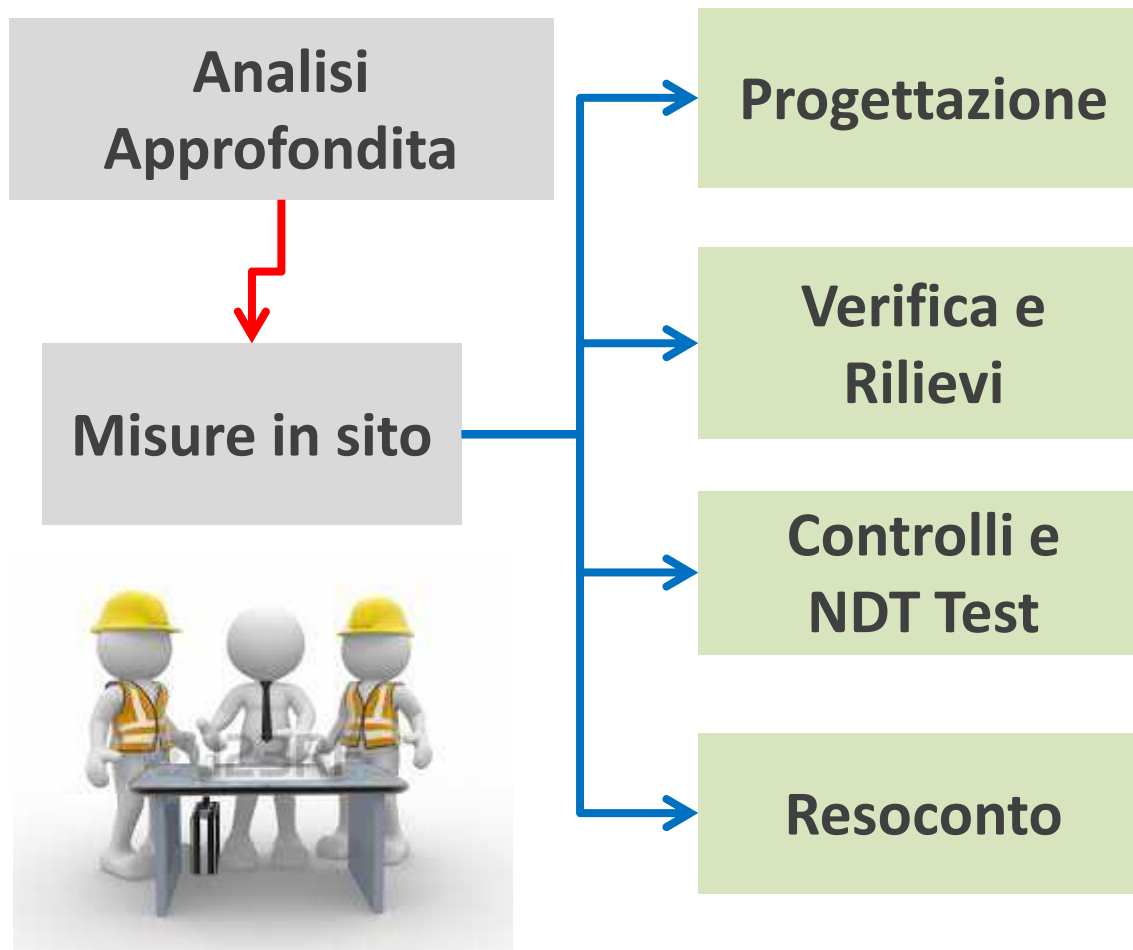 Analisi
Approfondita
Misure in sito
Progettazione
Verifica e
Rilievi
Controlli e
NDT Test
Resoconto